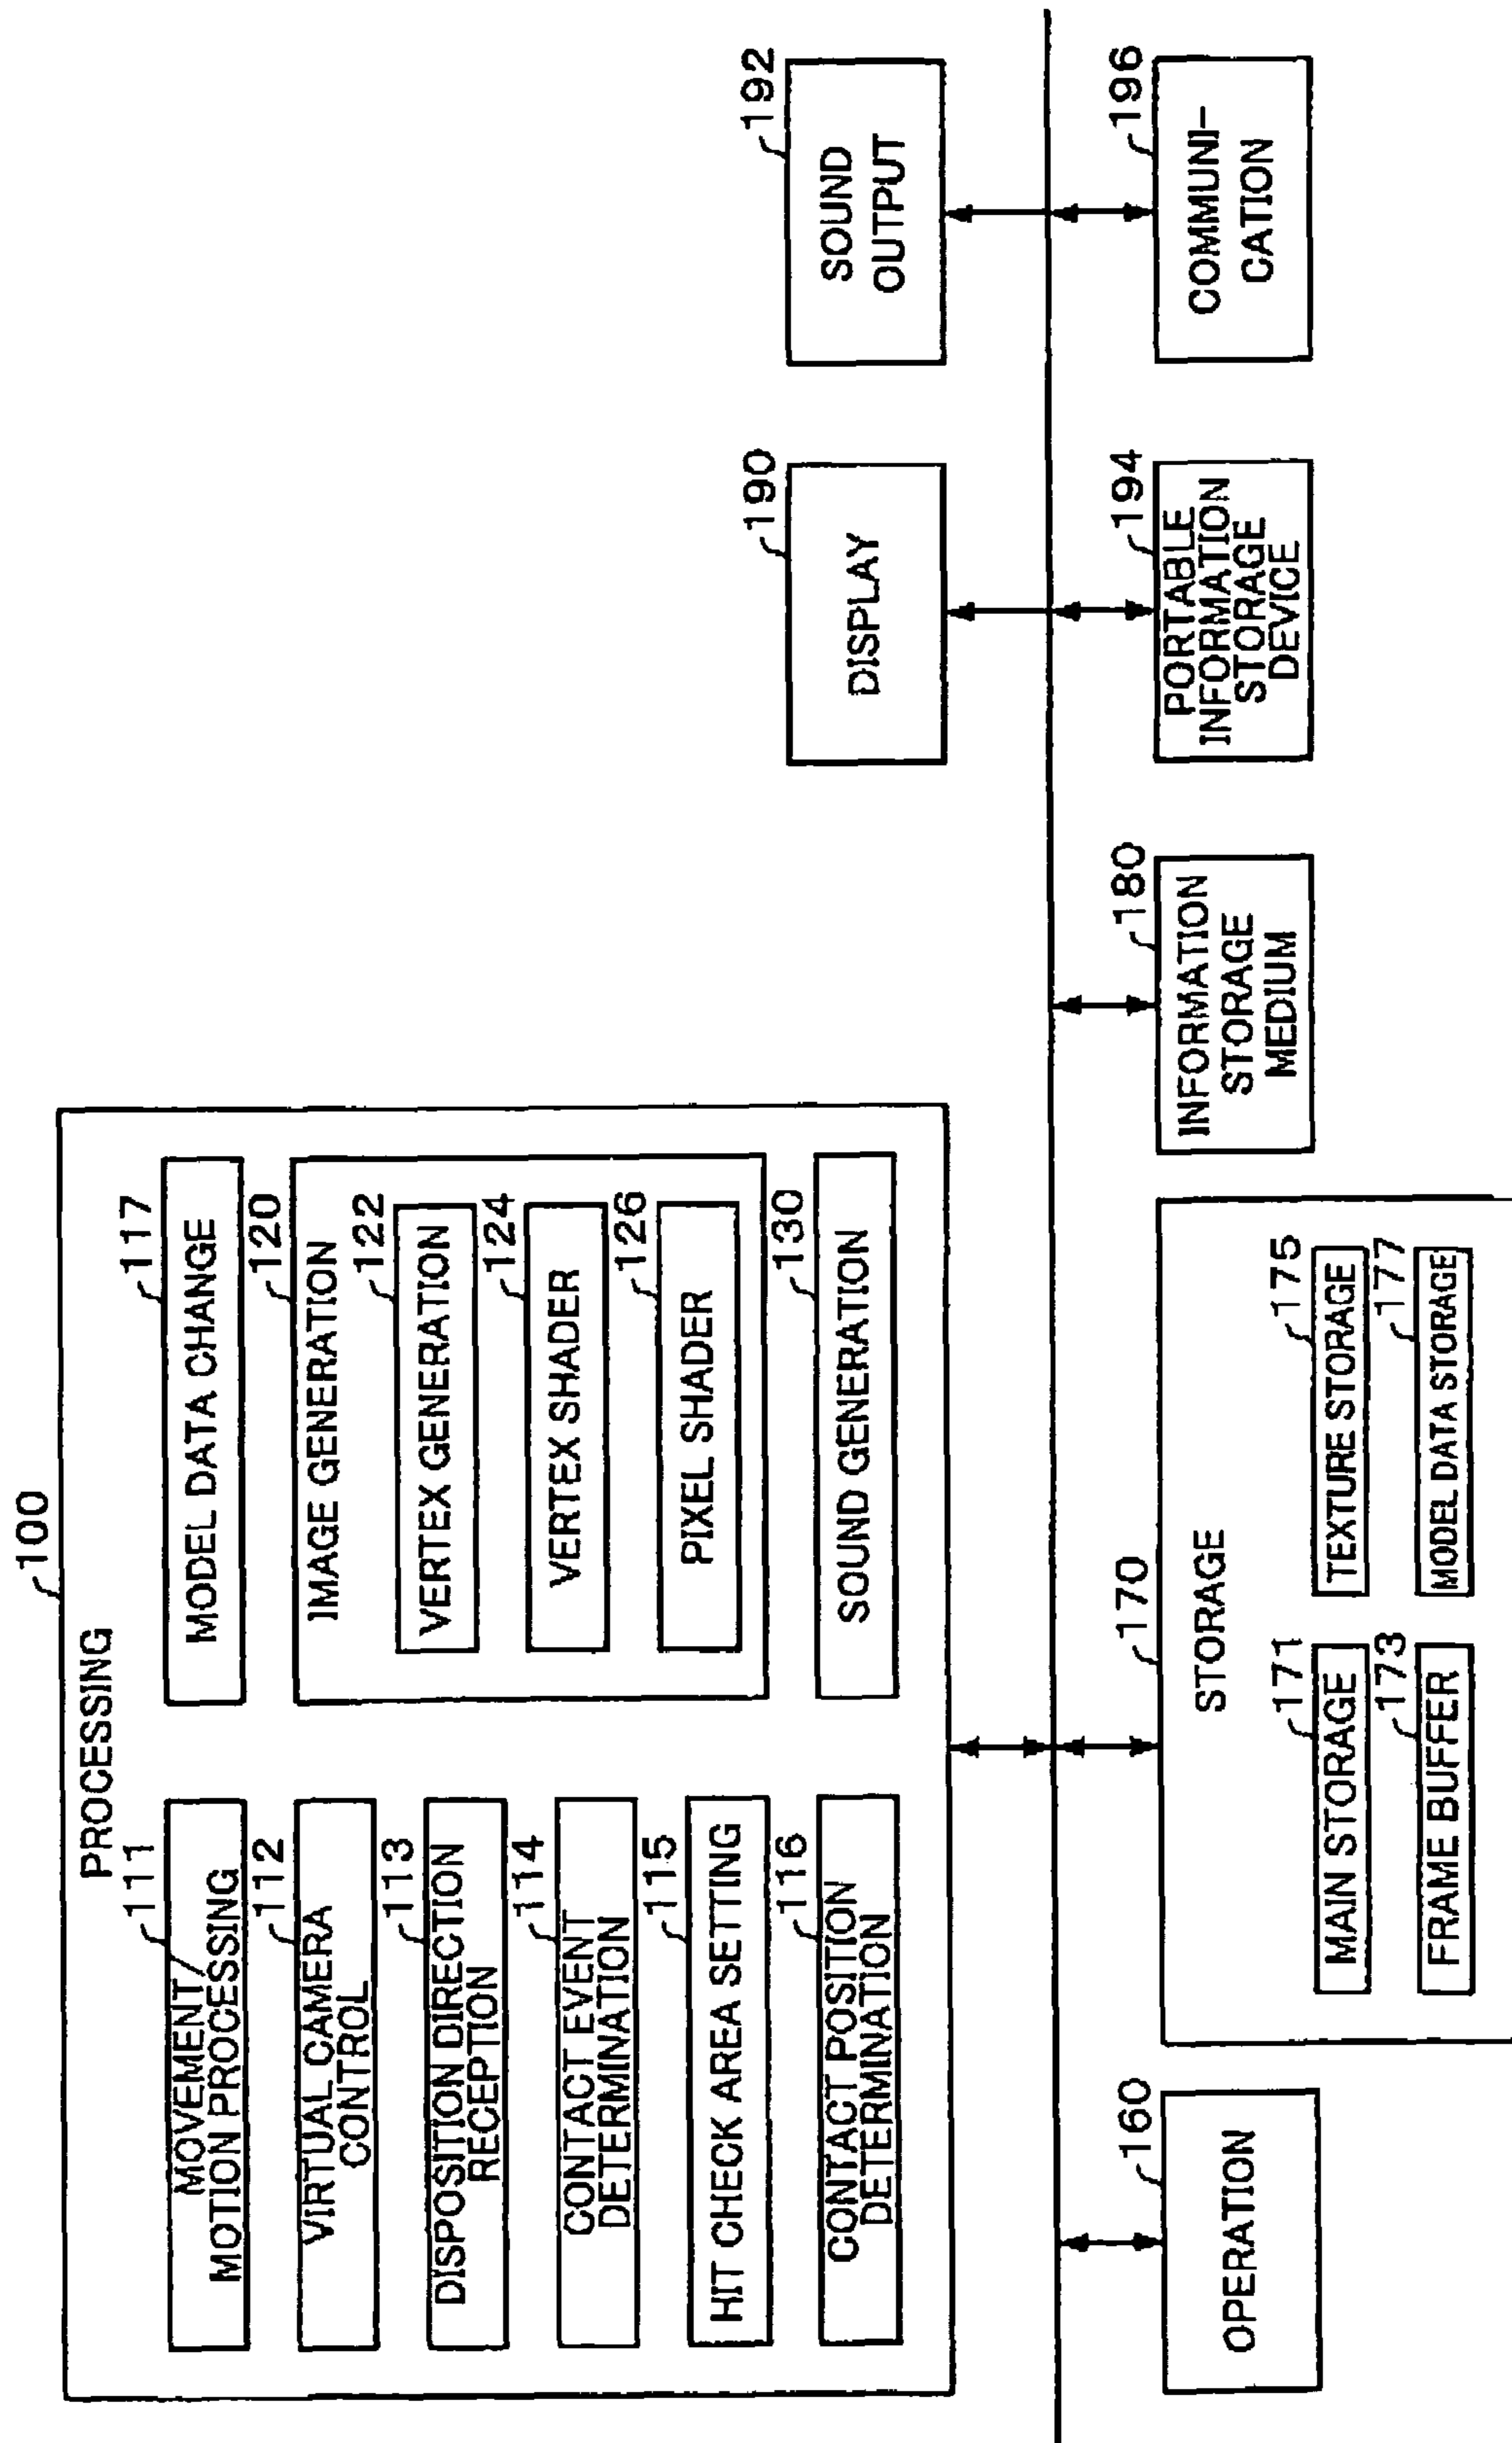 100
PROCESSING
111
MOVEMENT/
MOTION PROCESSING
112
VIRTUAL CAMERA
CONTROL
113
DISPOSITION DIRECTION
RECEPTION
114
CONTACT EVENT
DETERMINATION
115
HIT CHECK AREA SETTING
116
CONTACT POSITION
DETERMINATION
117
MODEL DATA CHANGE
120
IMAGE GENERATION
122
VERTEX GENERATION
124
VERTEX SHADER
126
PIXEL SHADER
130
SOUND GENERATION
190
DISPLAY
192
SOUND
OUTPUT
160
OPERATION
170
STORAGE
171
MAIN STORAGE
173
FRAME BUFFER
175
TEXTURE STORAGE
177
MODEL DATA STORAGE
180
INFORMATION
STORAGE
MEDIUM
194
PORTABLE
INFORMATION
STORAGE
DEVICE
196
COMMUNI-
CATION